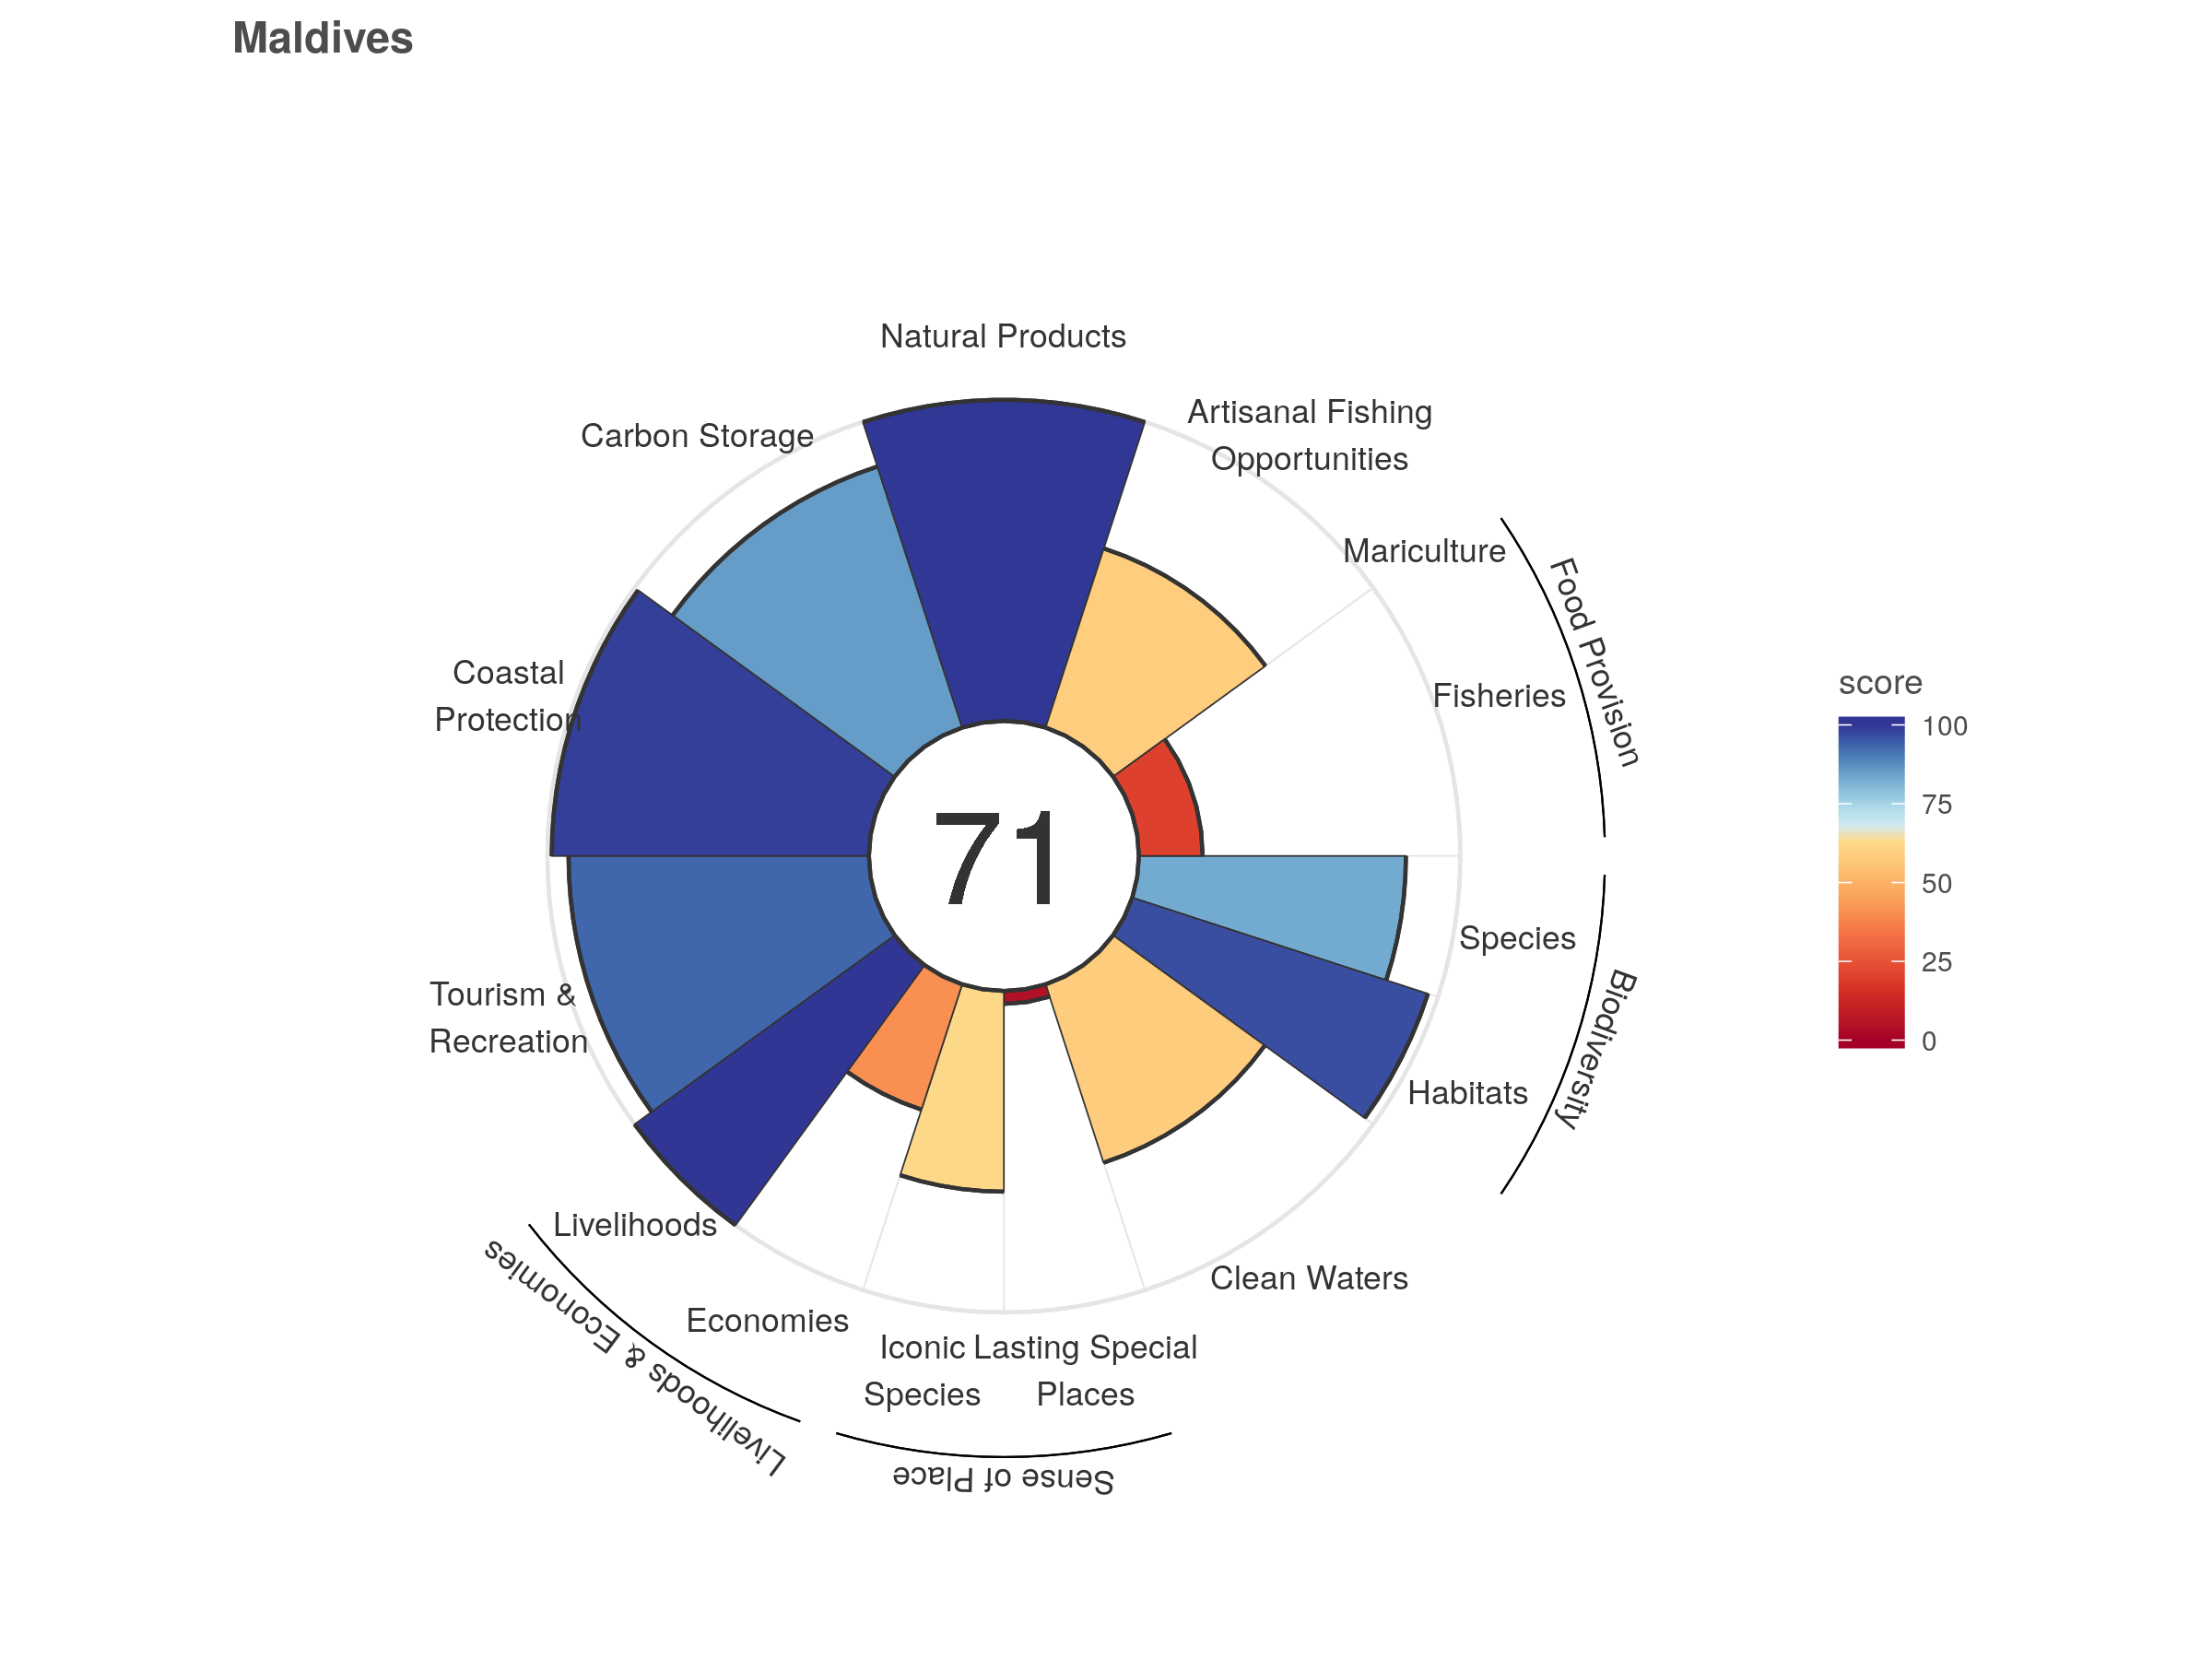 Maldives
Natural Products
Artisanal Fishing
Opportunities
Carbon Storage
Mariculture
Food Provision
Fisheries
Coastal
Protection
score
100
75
50
25
0
71
Species
Biodiversity
Tourism &
Recreation
Habitats
Livelihoods
Clean Waters
Economies
Iconic
Species
Lasting Special
Places
Livelihoods & Economies
Sense of Place